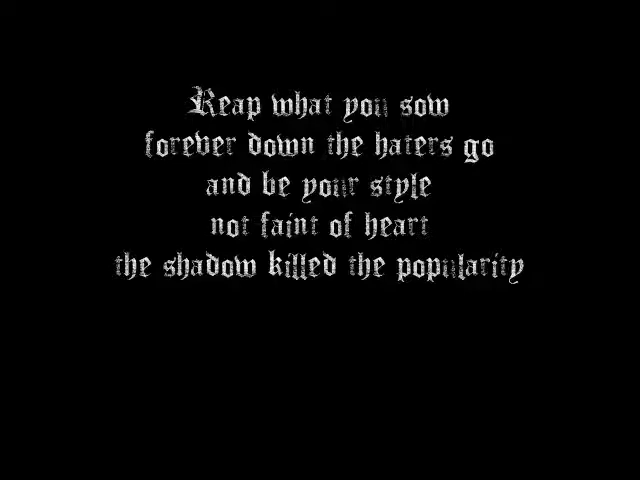 Reap what you sow
forever down the haters go
and be your style
not faint of heart
the shadow killed the popularity